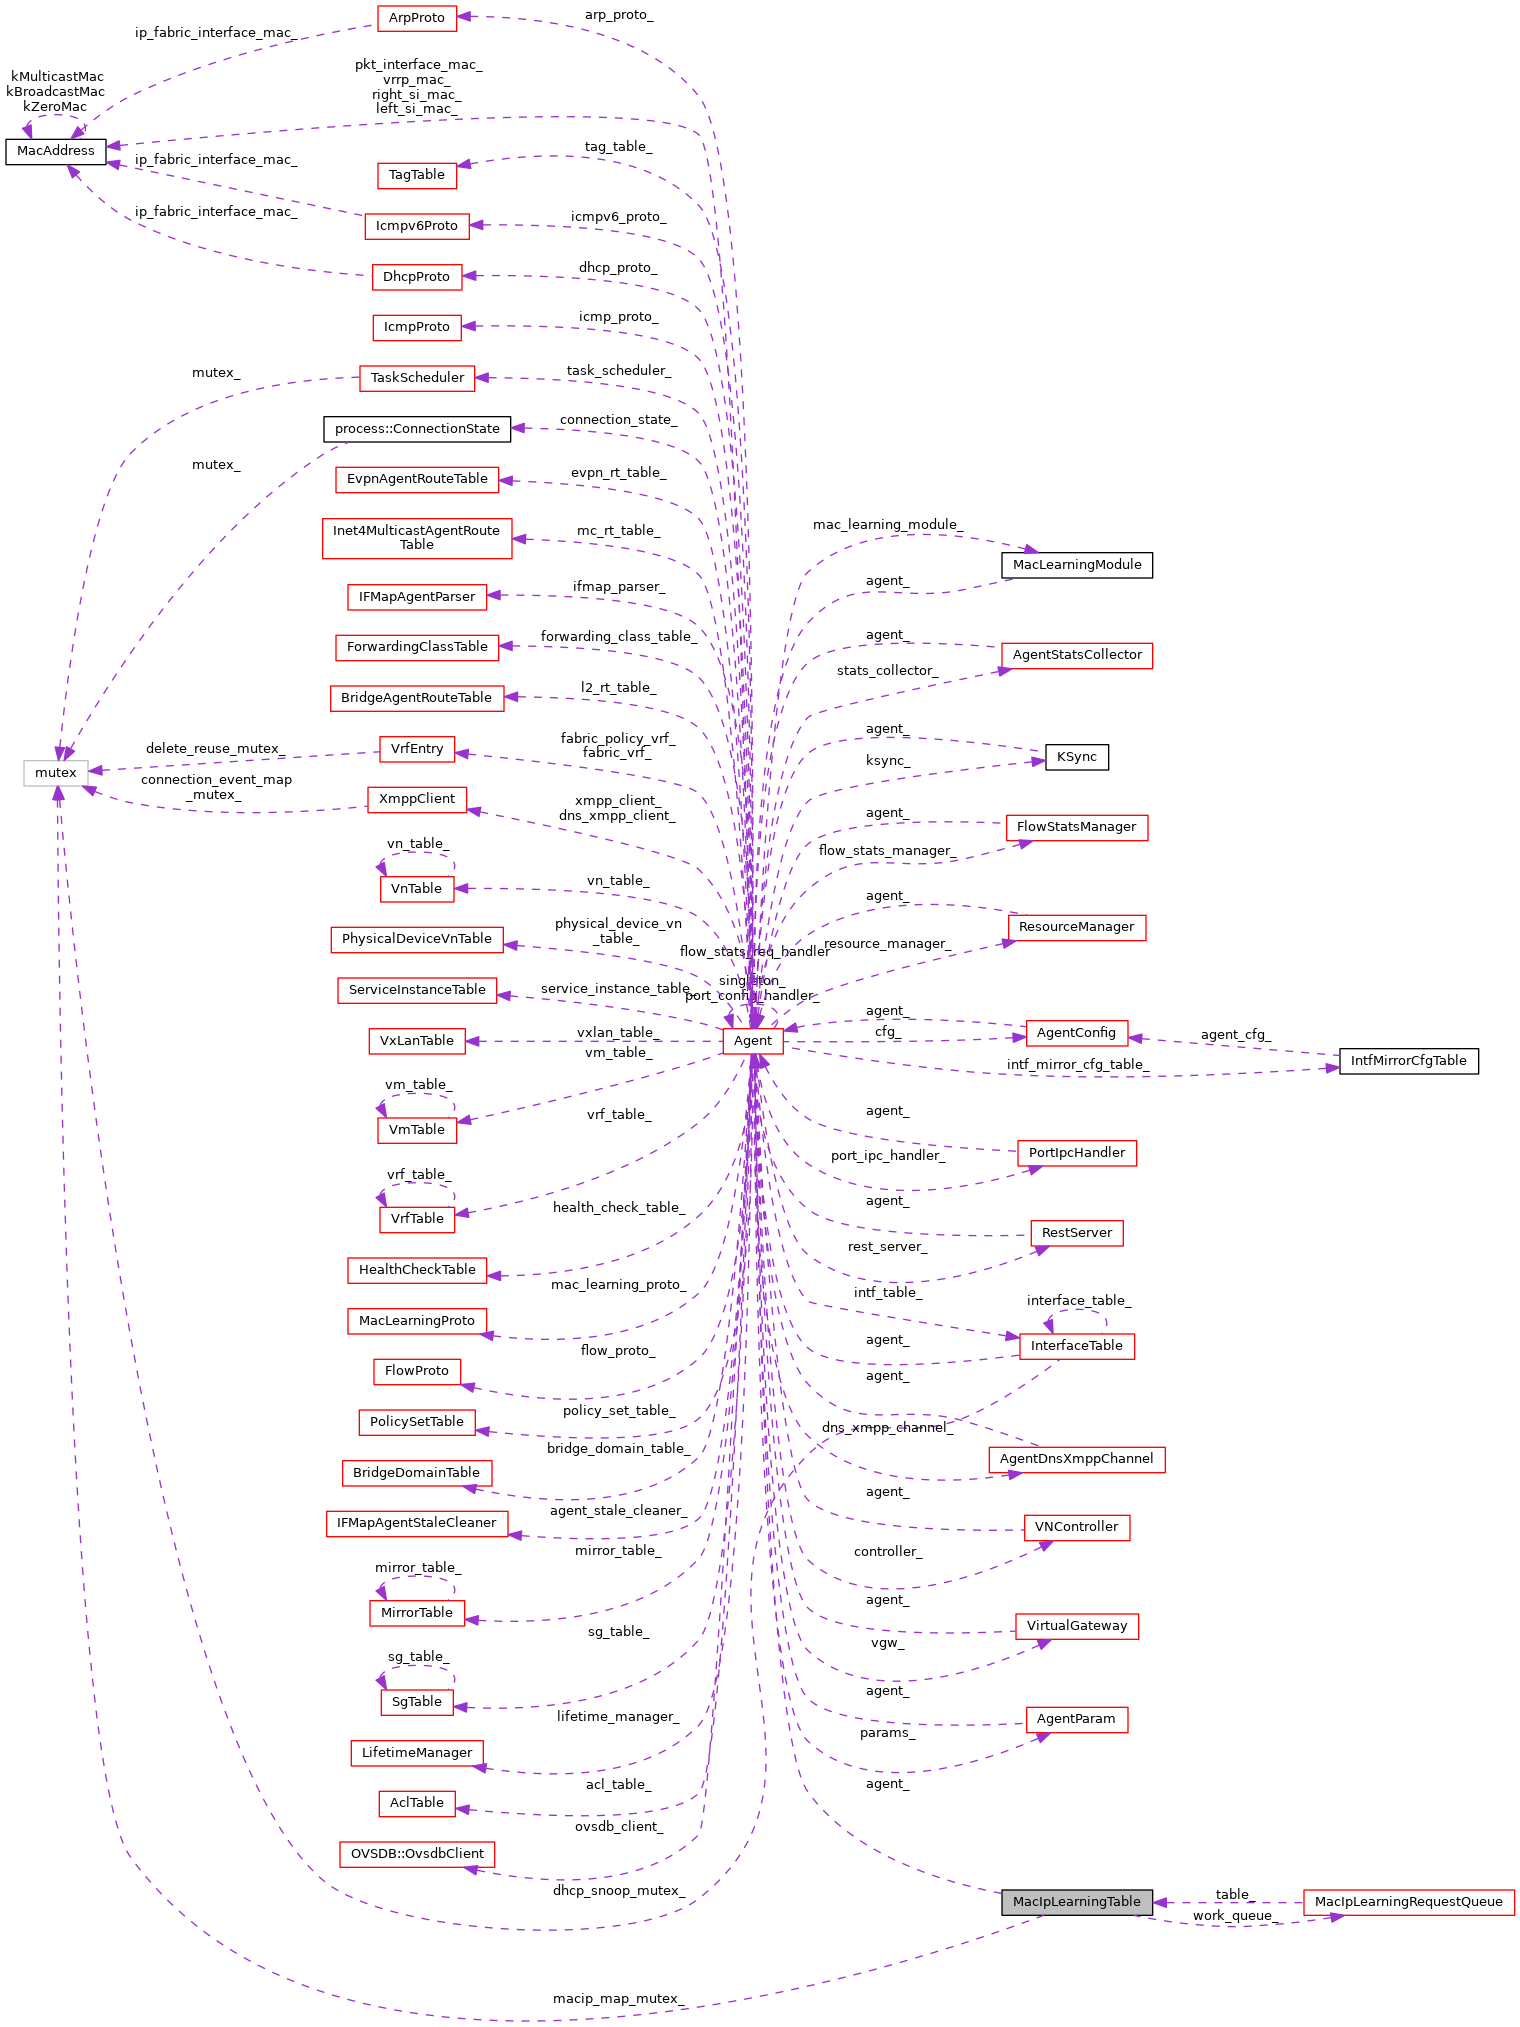 ArpProto
arp_proto_
ip_fabric_interface_mac_
kMulticastMac
kBroadcastMac
kZeroMac
pkt_interface_mac_
vrrp_mac_
right_si_mac_
left_si_mac_
MacAddress
tag_table_
ip_fabric_interface_mac_
TagTable
ip_fabric_interface_mac_
icmpv6_proto_
Icmpv6Proto
dhcp_proto_
DhcpProto
icmp_proto_
IcmpProto
mutex_
task_scheduler_
TaskScheduler
connection_state_
process::ConnectionState
mutex_
evpn_rt_table_
EvpnAgentRouteTable
mc_rt_table_
Inet4MulticastAgentRoute
Table
mac_learning_module_
MacLearningModule
agent_
ifmap_parser_
IFMapAgentParser
forwarding_class_table_
ForwardingClassTable
agent_
AgentStatsCollector
stats_collector_
l2_rt_table_
BridgeAgentRouteTable
fabric_policy_vrf_
fabric_vrf_
delete_reuse_mutex_
VrfEntry
agent_
KSync
ksync_
mutex
connection_event_map
_mutex_
XmppClient
xmpp_client_
dns_xmpp_client_
agent_
FlowStatsManager
flow_stats_manager_
vn_table_
VnTable
vn_table_
agent_
ResourceManager
resource_manager_
physical_device_vn
_table_
PhysicalDeviceVnTable
flow_stats_req_handler
singleton_
port_config_handler_
service_instance_table_
ServiceInstanceTable
agent_
AgentConfig
cfg_
agent_cfg_
IntfMirrorCfgTable
intf_mirror_cfg_table_
Agent
vxlan_table_
VxLanTable
vm_table_
vm_table_
VmTable
vrf_table_
agent_
PortIpcHandler
port_ipc_handler_
vrf_table_
VrfTable
health_check_table_
agent_
RestServer
rest_server_
HealthCheckTable
mac_learning_proto_
MacLearningProto
intf_table_
interface_table_
InterfaceTable
agent_
flow_proto_
FlowProto
agent_
policy_set_table_
PolicySetTable
dns_xmpp_channel_
AgentDnsXmppChannel
bridge_domain_table_
BridgeDomainTable
agent_
VNController
controller_
agent_stale_cleaner_
IFMapAgentStaleCleaner
mirror_table_
mirror_table_
MirrorTable
agent_
VirtualGateway
vgw_
sg_table_
sg_table_
SgTable
agent_
AgentParam
params_
lifetime_manager_
LifetimeManager
acl_table_
AclTable
agent_
ovsdb_client_
OVSDB::OvsdbClient
dhcp_snoop_mutex_
MacIpLearningTable
table_
work_queue_
MacIpLearningRequestQueue
macip_map_mutex_